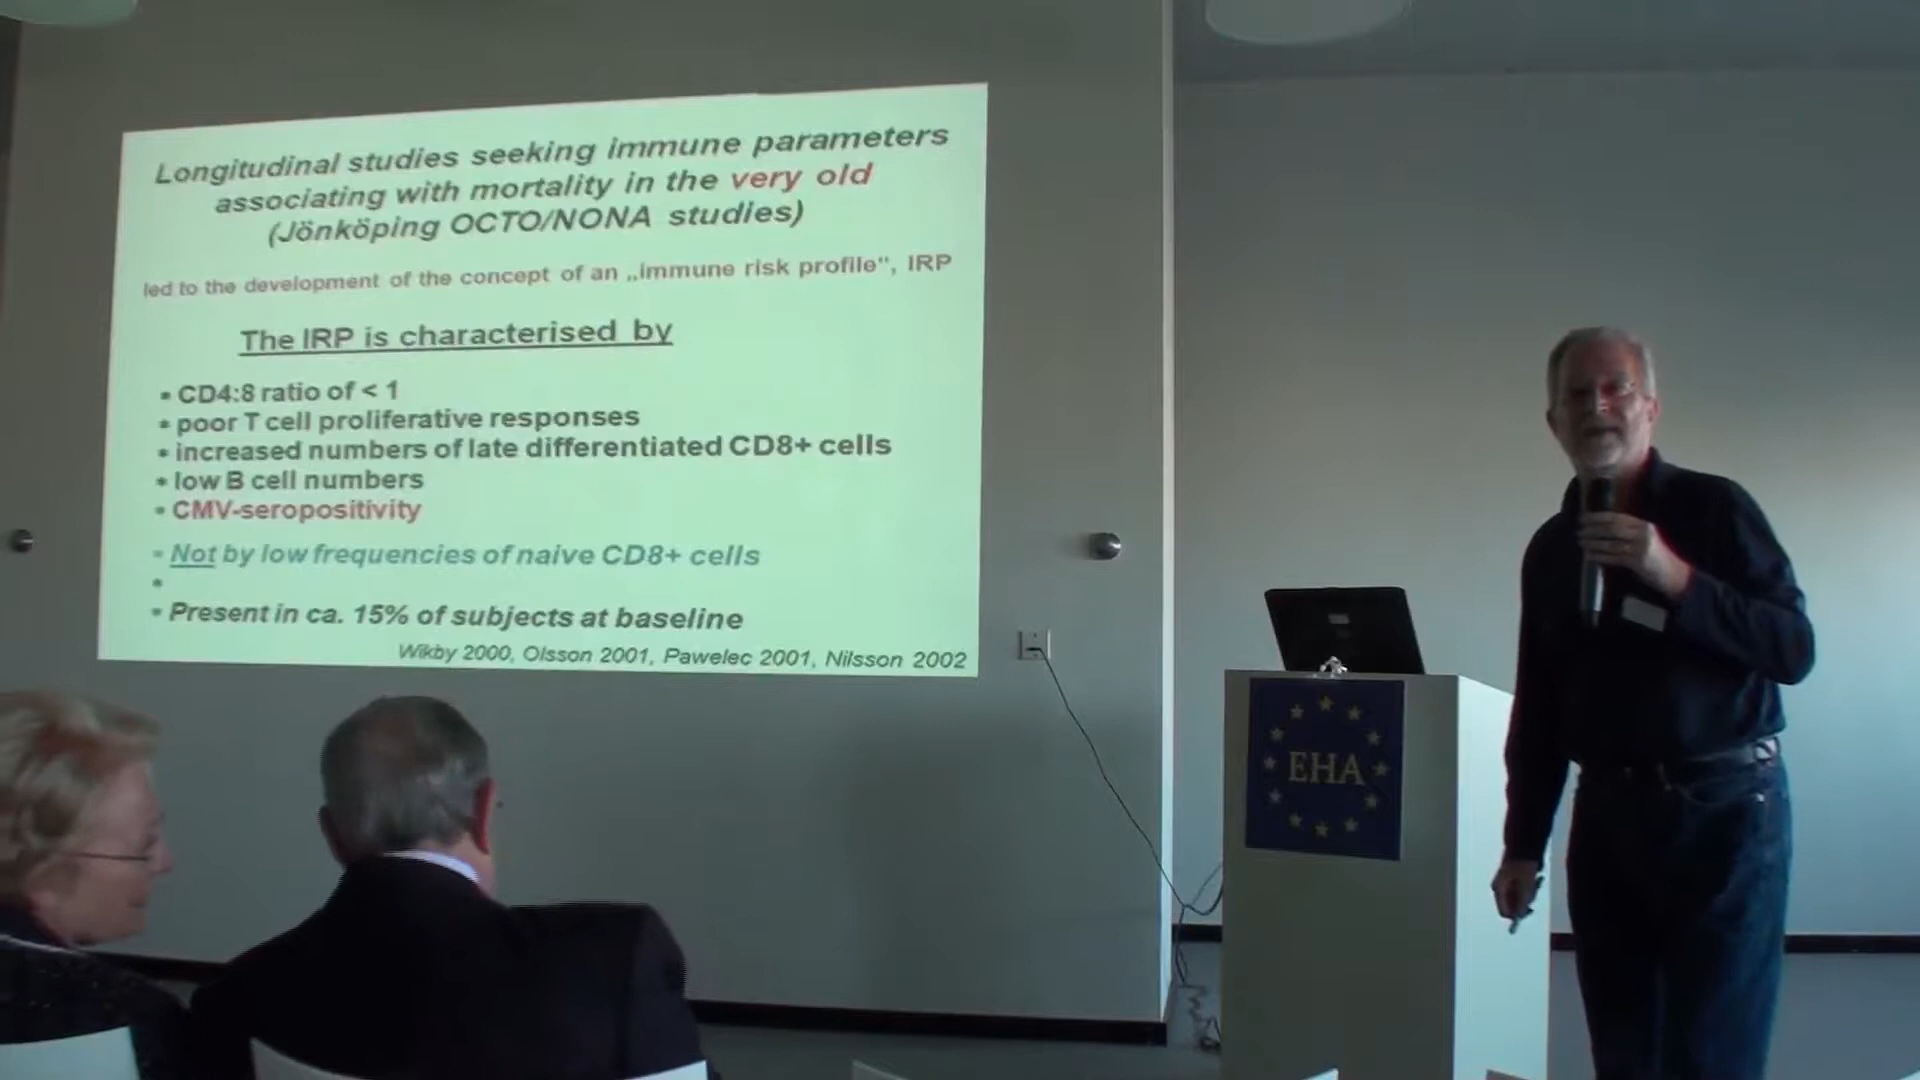 Longitudinal studies seeking immune parameters
associating with mortality in the very old
(Jönköping OCTO/NONA studies)
led to the development of the concept of an „immune risk profile“, IRP
The IRP is characterised by
• CD4:8 ratio of < 1
• poor T cell proliferative responses
• increased numbers of late differentiated CD8+ cells
• low B cell numbers
• CMV-seropositivity
• Not by low frequencies of naive CD8+ cells
•
• Present in ca. 15% of subjects at baseline
Wikby 2000, Olsson 2001, Pawelec 2001, Nilsson 2002
EHA